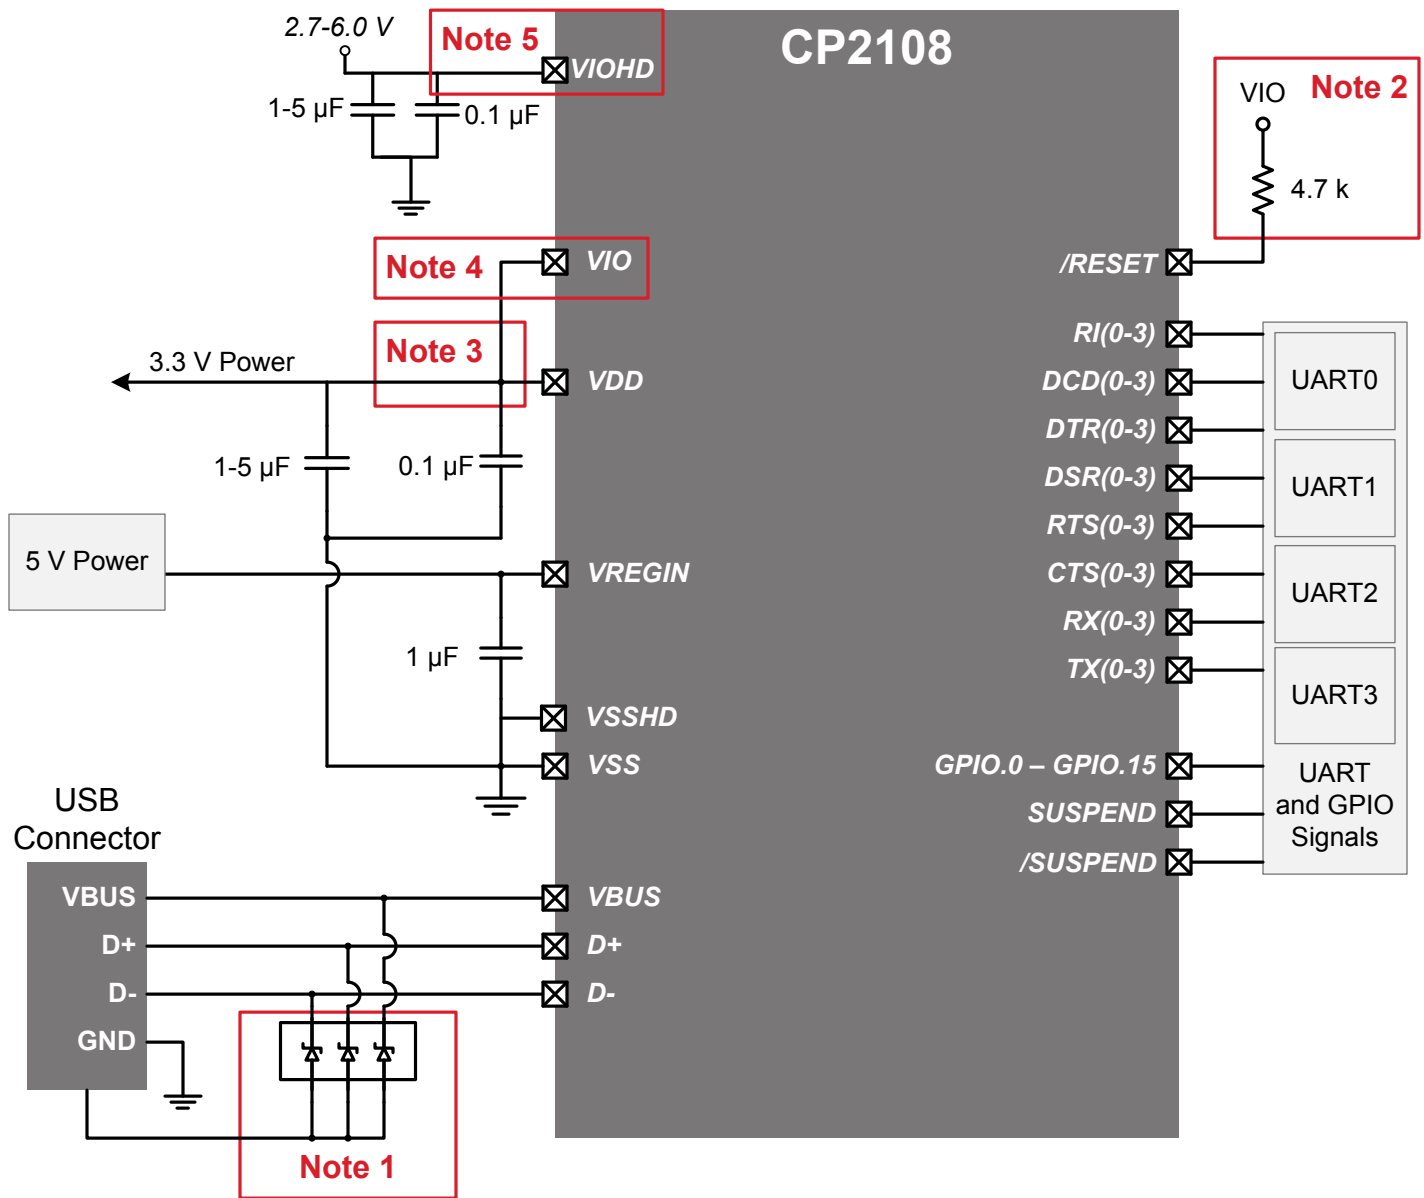 CP2108
2.7-6.0 V
Note 5
VIOHD
1-5 µF
0.1 µF
Note 2
VIO
4.7 k
Note 4
VIO
/RESET
Note 3
3.3 V Power
VDD
1-5 µF
0.1 µF
5 V Power
VREGIN
1 µF
VSSHD
VSS
RI(0-3)
DCD(0-3)
DTR(0-3)
DSR(0-3)
RTS(0-3)
CTS(0-3)
RX(0-3)
TX(0-3)
GPIO.0 – GPIO.15
SUSPEND
/SUSPEND
UART0
UART1
UART2
UART3
UART
and GPIO
Signals
USB
Connector
VBUS
D+
D-
GND
VBUS
D+
D-
Note 1